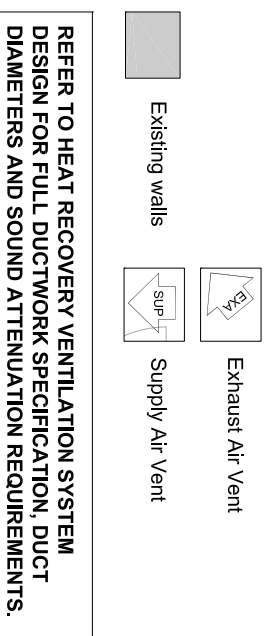 Existing walls
EXA
Exhaust Air Vent
SUP
Supply Air Vent
REFER TO HEAT RECOVERY VENTILATION SYSTEM
DESIGN FOR FULL DUCTWORK SPECIFICATION, DUCT
DIAMETERS AND SOUND ATTENUATION REQUIREMENTS.